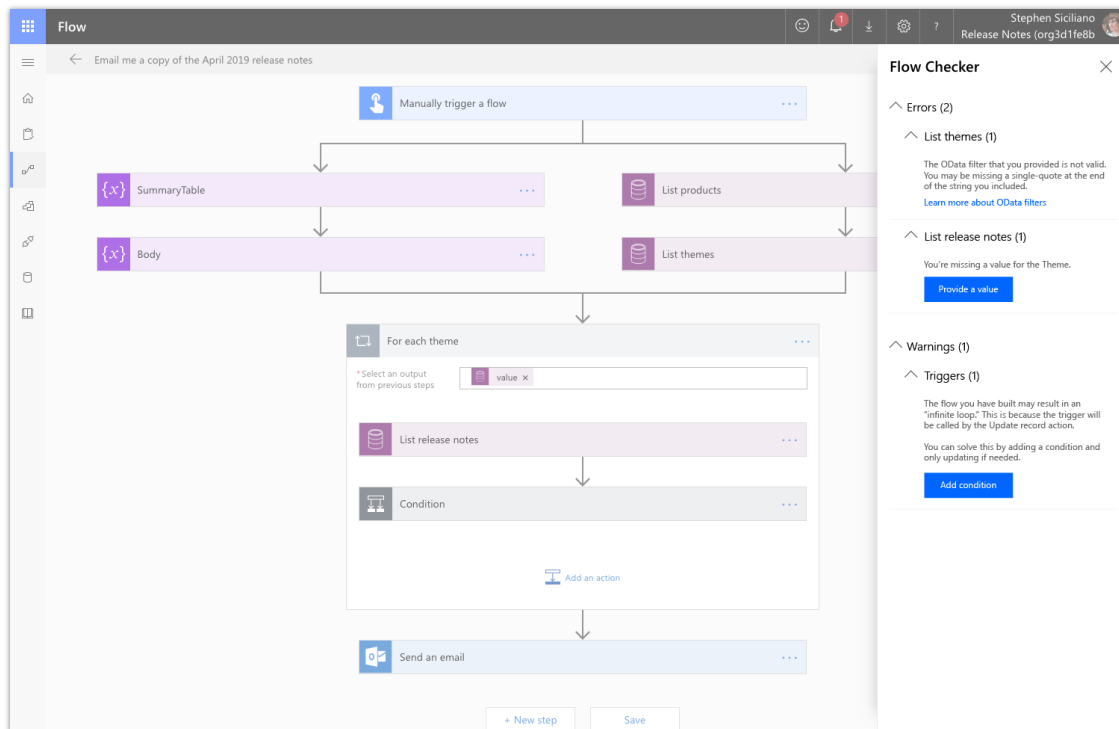 Flow
1
?
Stephen Siciliano
Release Notes (org3d1fe8b
Email me a copy of the April 2019 release notes
Manually trigger a flow
{x} SummaryTable
List products
{x} Body
List themes
For each theme
*Select an output
from previous steps
value ×
List release notes
Condition
Add an action
Send an email
+ New step
Save
Flow Checker
Errors (2)
List themes (1)
The OData filter that you provided is not valid.
You may be missing a single-quote at the end
of the string you included.
Learn more about OData filters
List release notes (1)
You're missing a value for the Theme.
Provide a value
Warnings (1)
Triggers (1)
The flow you have built may result in an
"infinite loop." This is because the trigger will
be called by the Update record action.
You can solve this by adding a condition and
only updating if needed.
Add condition